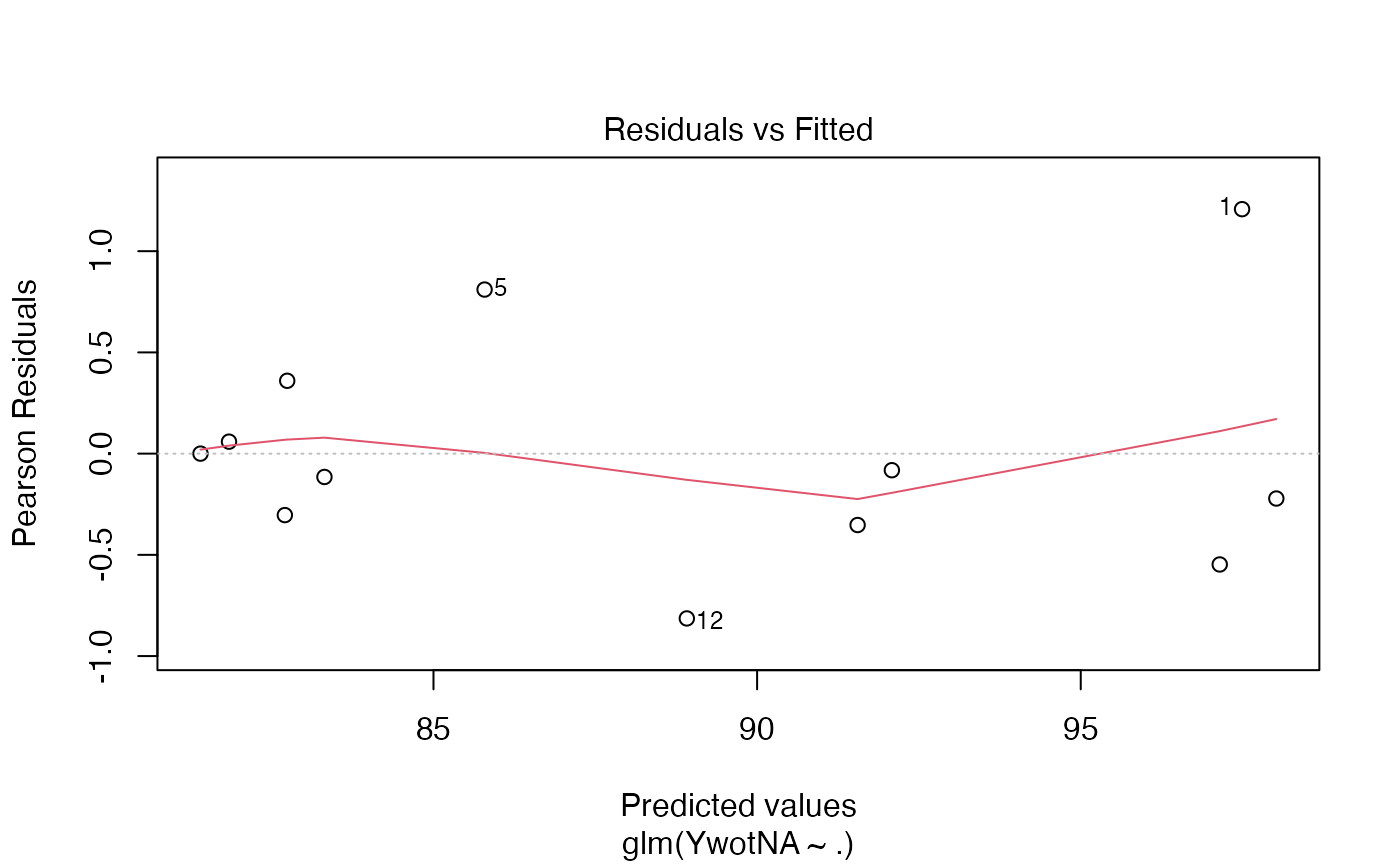 Residuals vs Fitted
Pearson Residuals
1.0
0.5
0.0
-0.5
-1.0
1
5
12
85
90
95
Predicted values
glm(YwotNA ~ .)